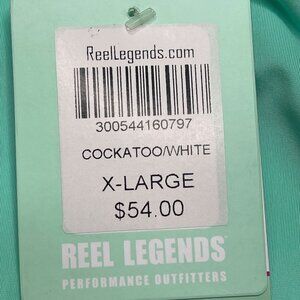 ReelLegends.com
300544160797
COCKATOO/WHITE
X-LARGE
$54.00
REEL LEGENDS
PERFORMANCE OUTFITTERS